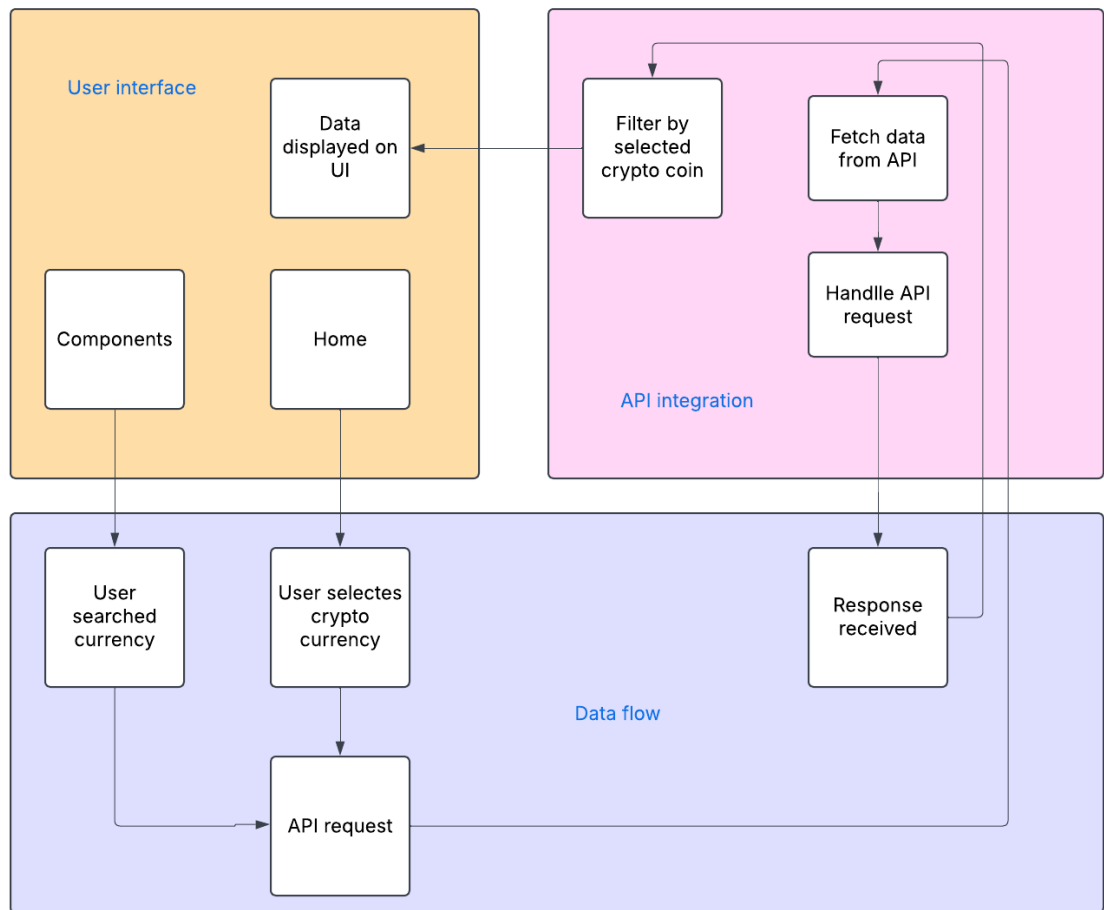 User interface
Data
displayed on
UI
Components
Home
Filter by
selected
crypto coin
Fetch data
from API
Handlle API
request
API integration
User
searched
currency
User selectes
crypto
currency
Response
received
Data flow
API request